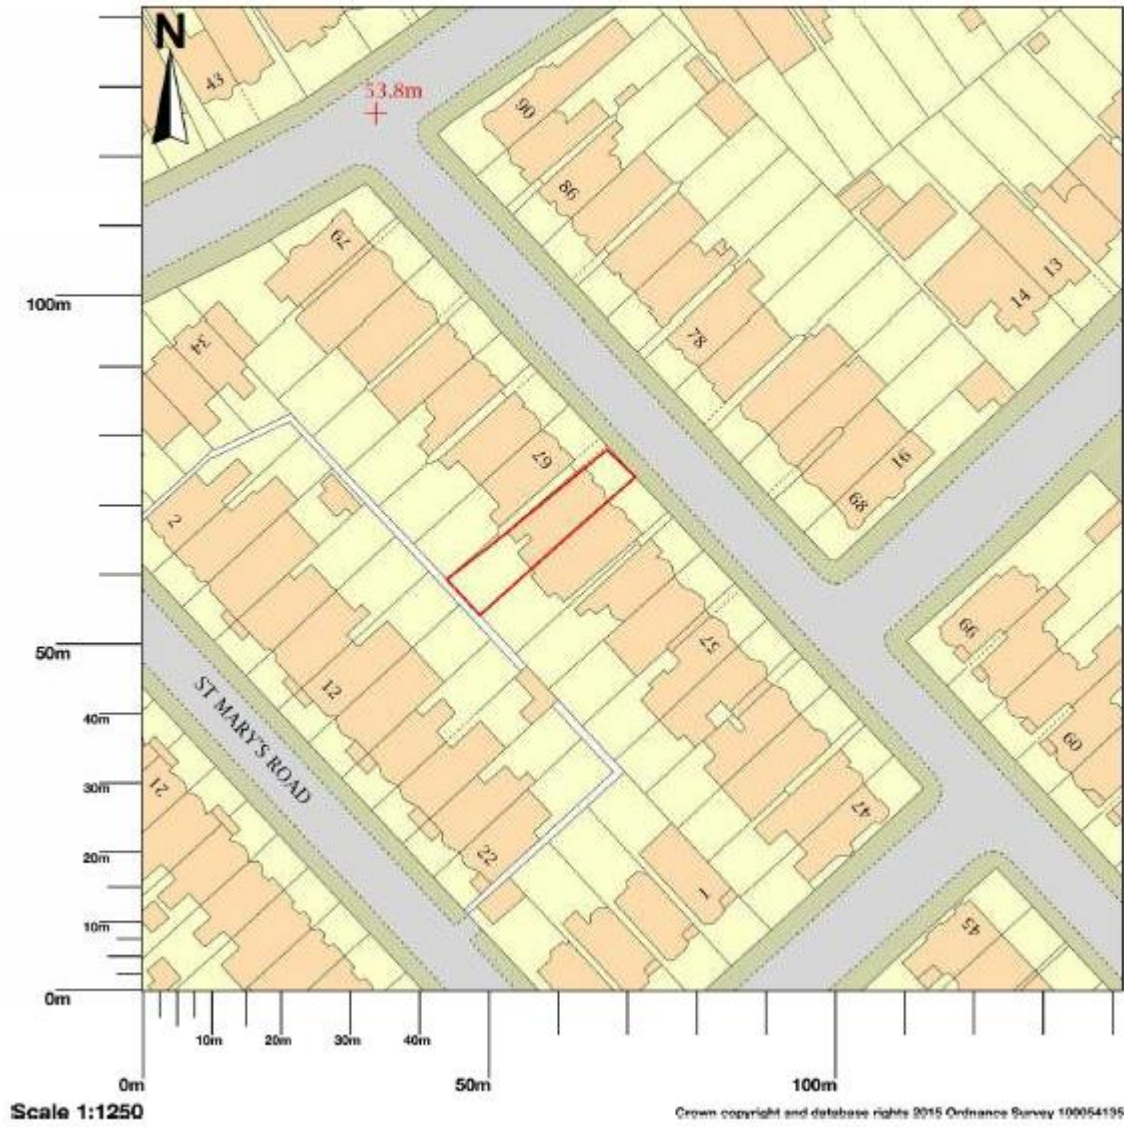 N
43
53.8m
90
86
79
13
14
100m
34
78
67
16
68
2
50m
57
66
12
40m
ST MARY'S ROAD
60
30m
21
47
20m
22
1
10m
45
0m
10m 20m 30m 40m
0m 50m 100m
Scale 1:1250
Crown copyright and database rights 2015 Ordnance Survey 100054135